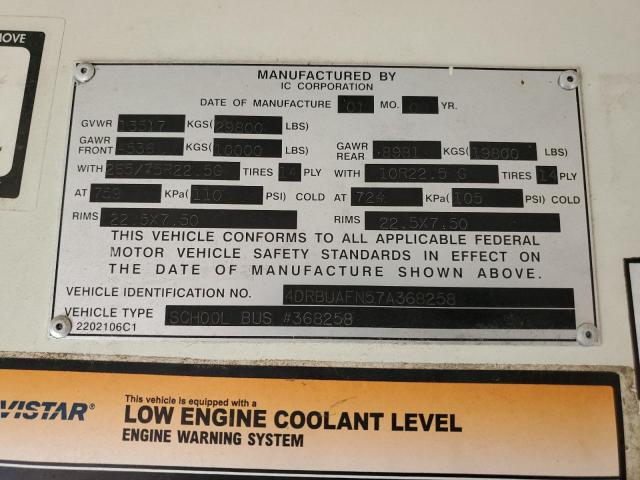 MOVE
MANUFACTURED BY
IC CORPORATION
DATE OF MANUFACTURE 01 MO. YR.
GVWR 13517 KGS(29800 LBS)
GAWR FRONT 4536 KGS(10000 LBS) GAWR REAR 8981 KGS(19800 LBS)
WITH 255/75R22.5G TIRES 14 PLY WITH 10R22.5 G TIRES 14 PLY
AT 759 KPa(110 PSI) COLD AT 724 KPa(105 PSI) COLD
RIMS 22.5X7.50 RIMS 22.5X7.50
THIS VEHICLE CONFORMS TO ALL APPLICABLE FEDERAL
MOTOR VEHICLE SAFETY STANDARDS IN EFFECT ON
THE DATE OF MANUFACTURE SHOWN ABOVE.
VEHICLE IDENTIFICATION NO. 4DRBUAFN57A368258
VEHICLE TYPE SCHOOL BUS #368258
2202106C1
VISTAR®
This vehicle is equipped with a
LOW ENGINE COOLANT LEVEL
ENGINE WARNING SYSTEM